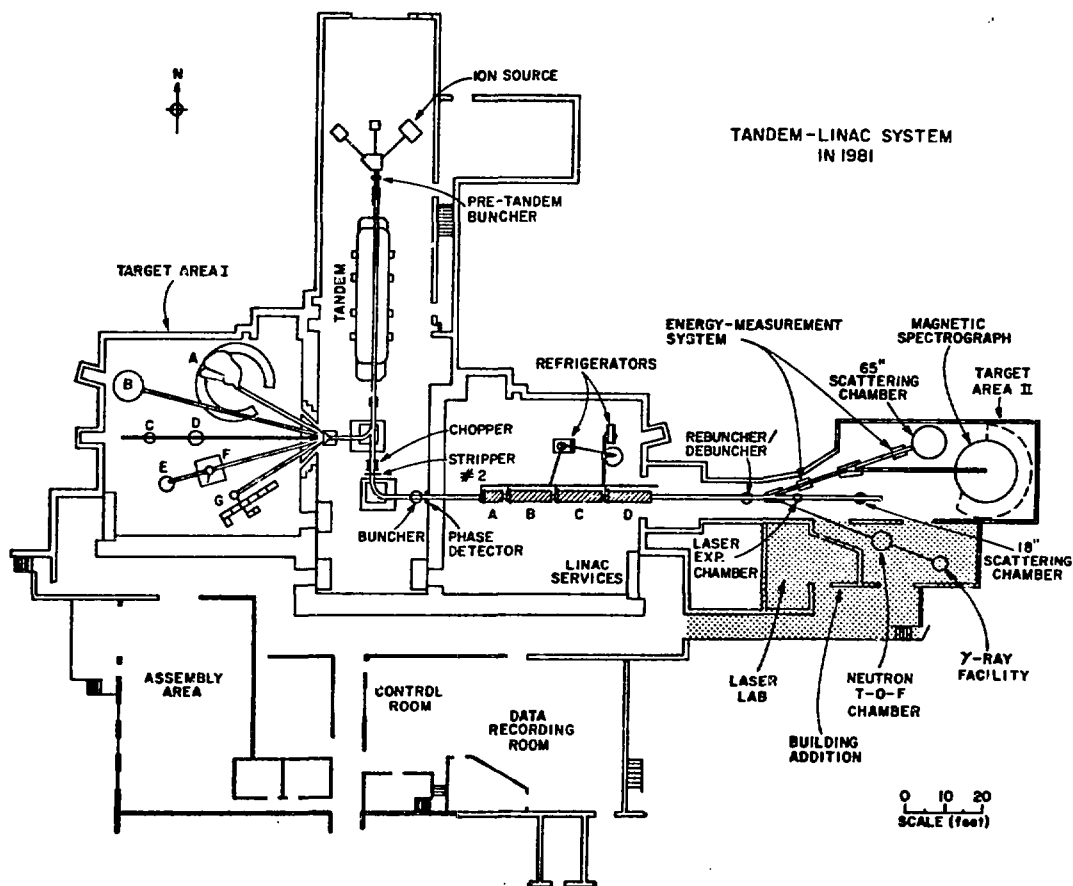 N
ION SOURCE
TANDEM-LINAC SYSTEM
IN 1981
PRE-TANDEM
BUNCHER
TARGET AREA I
TANDEM
ENERGY-MEASUREMENT
SYSTEM
MAGNETIC
SPECTROGRAPH
65"
SCATTERING
CHAMBER
TARGET
AREA II
REFRIGERATORS
A
B
C
D
E
F
G
CHOPPER
STRIPPER
#2
REBUNCHER/
DEBUNCHER
A
B
C
D
BUNCHER
PHASE
DETECTOR
LINAC
SERVICES
LASER
EXP.
CHAMBER
18"
SCATTERING
CHAMBER
ASSEMBLY
AREA
CONTROL
ROOM
DATA
RECORDING
ROOM
LASER
LAB
NEUTRON
T-O-F
CHAMBER
γ-RAY
FACILITY
BUILDING
ADDITION
0 10 20
SCALE (feet)